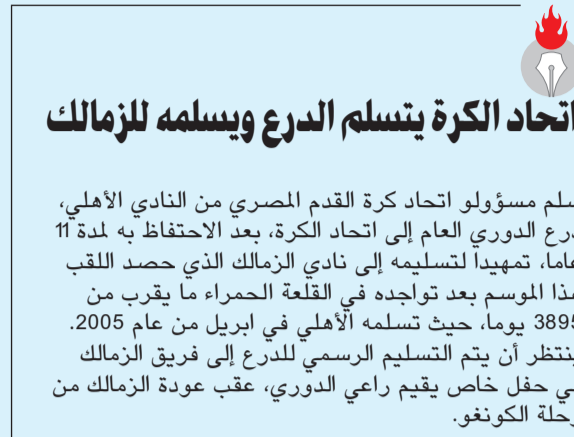 اتحاد الكرة يتسلم الدرع ويسلمه للزمالك
سلم مسؤولو اتحاد كرة القدم المصري من النادي الأهلي،
درع الدوري العام إلى اتحاد الكرة، بعد الاحتفاظ به لمدة 11
عاما، تمهيدا لتسليمه إلى نادي الزمالك الذي حصد اللقب
هذا الموسم بعد تواجده في القلعة الحمراء ما يقرب من
3895 يوما، حيث تسلمه الأهلي في ابريل من عام 2005.
ينتظر أن يتم التسليم الرسمي للدرع إلى فريق الزمالك
في حفل خاص يقيم راعي الدوري، عقب عودة الزمالك من
رحلة الكونغو.